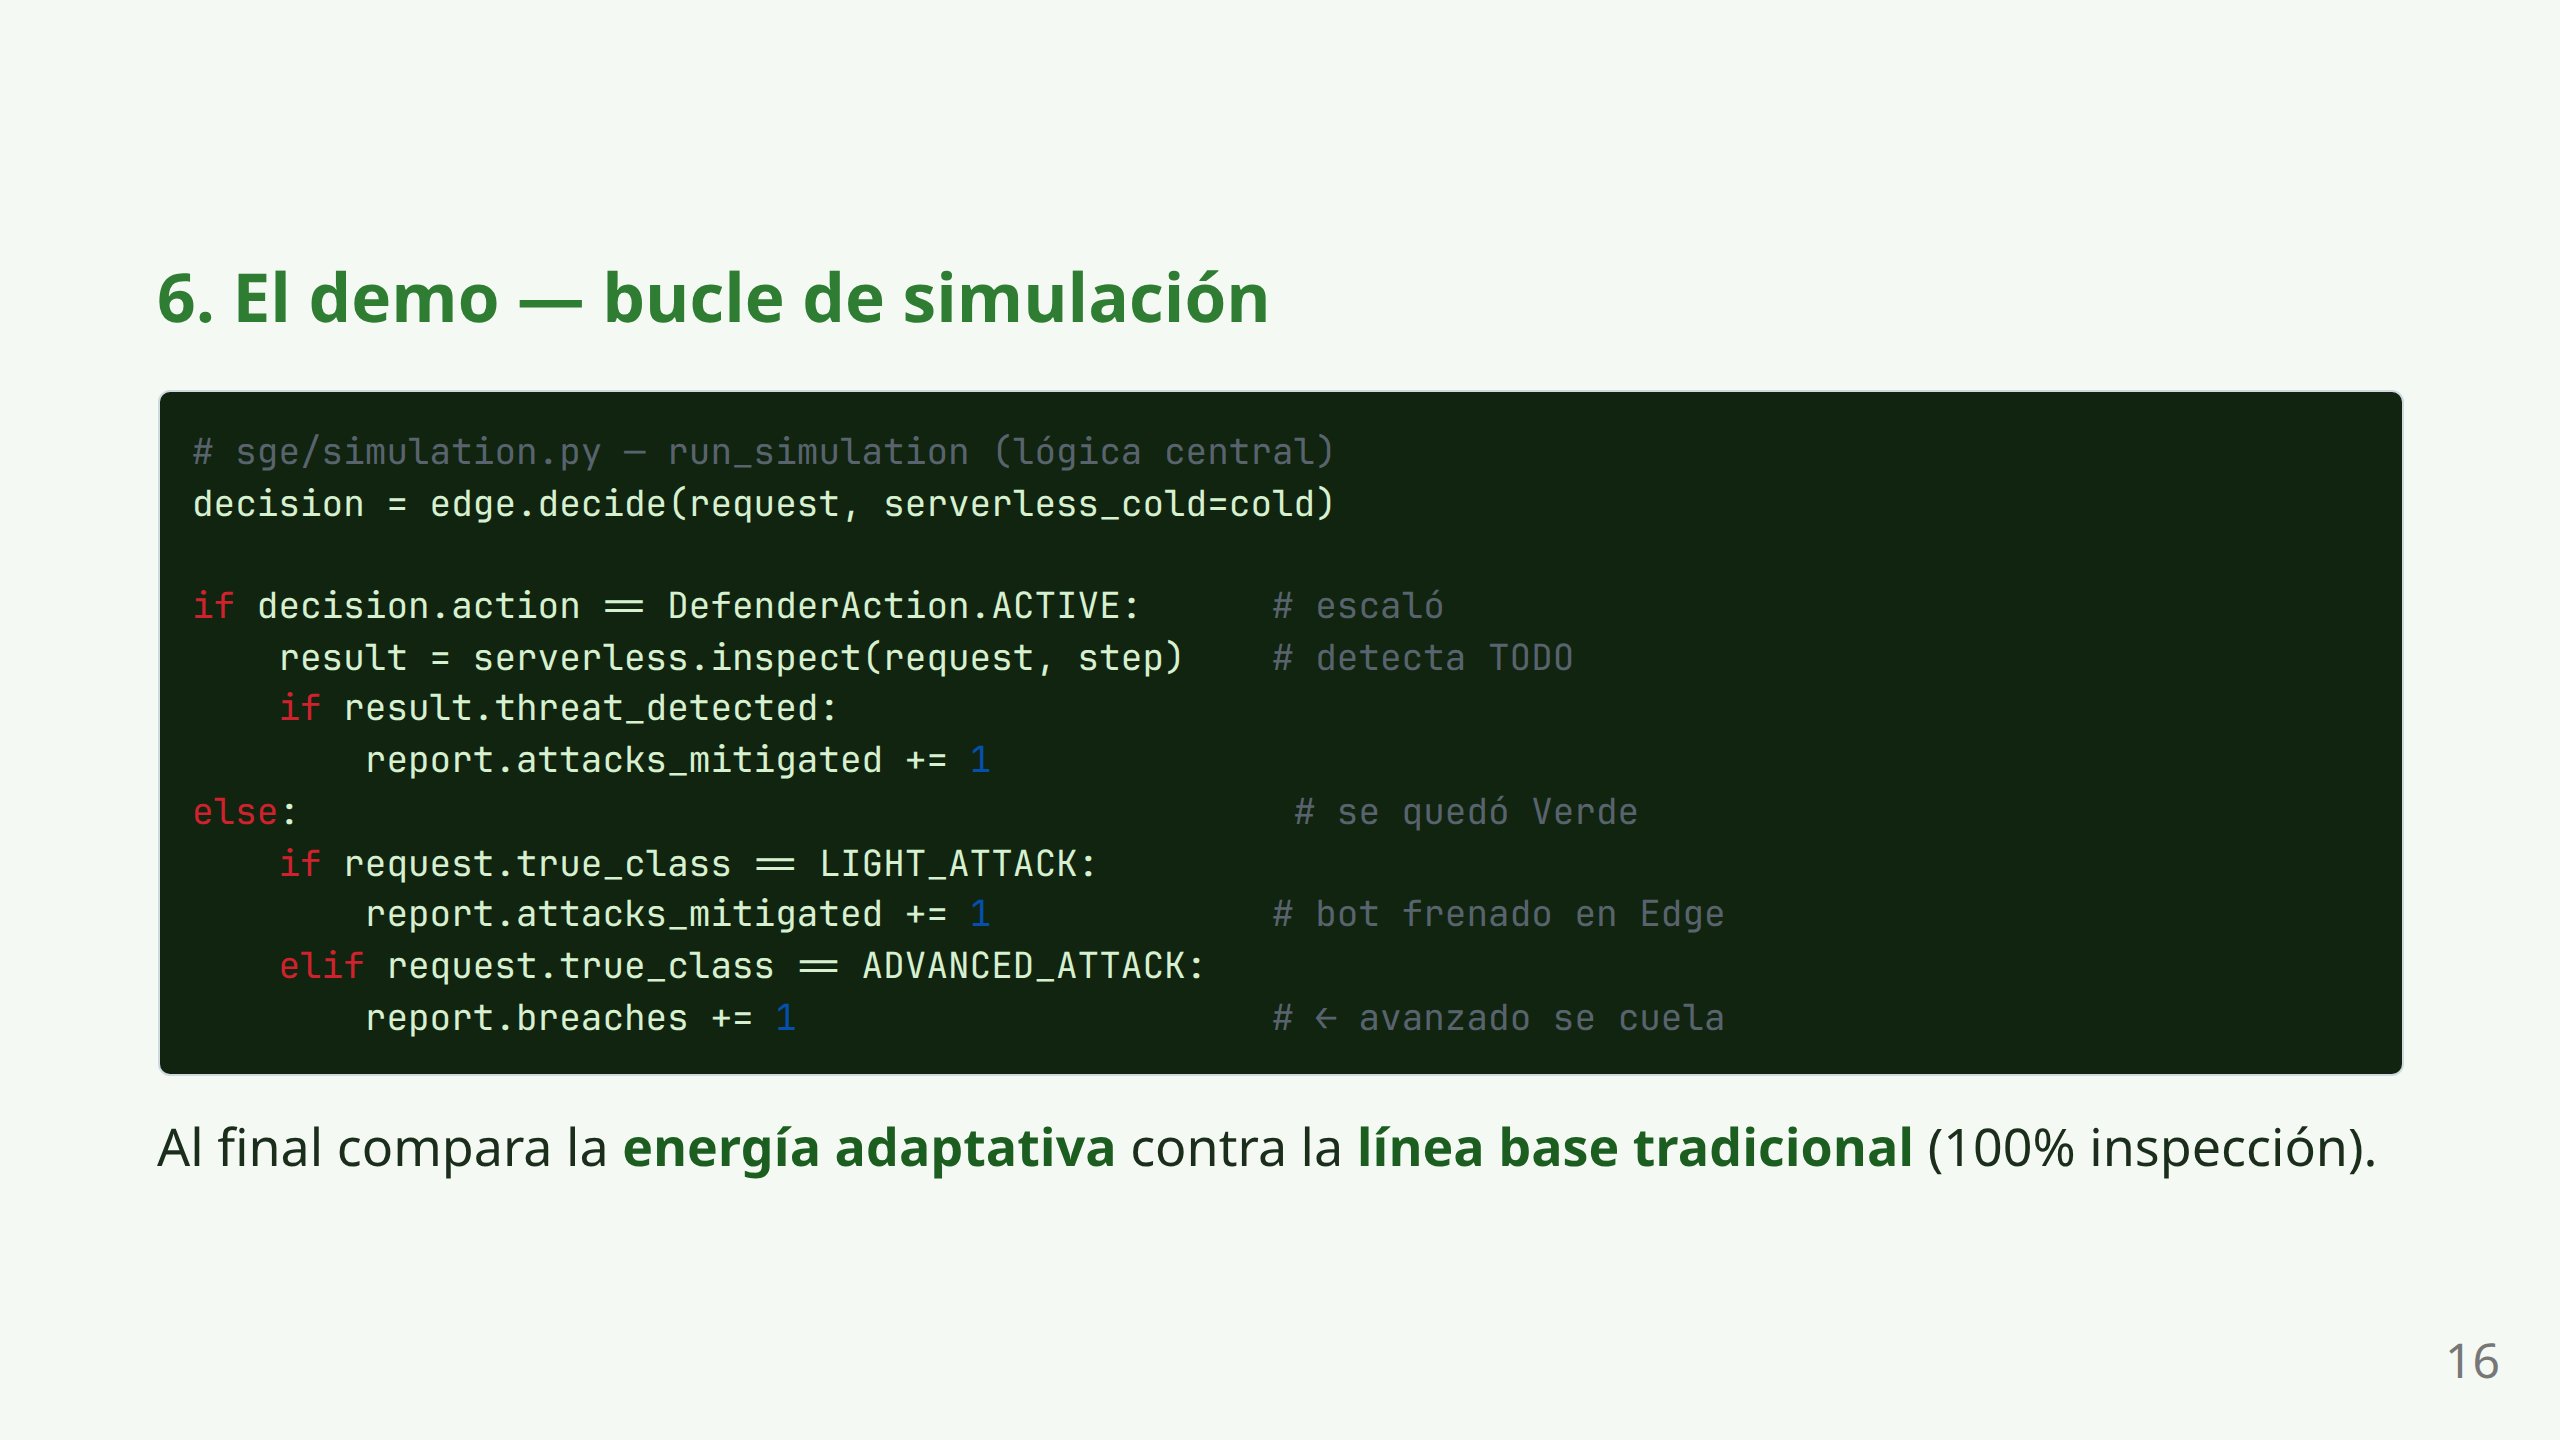 6. El demo — bucle de simulación
# sge/simulation.py — run_simulation (lógica central)
decision = edge.decide(request, serverless_cold=cold)
if decision.action == DefenderAction.ACTIVE:      # escaló
    result = serverless.inspect(request, step)    # detecta TODO
    if result.threat_detected:
        report.attacks_mitigated += 1
else:                                              # se quedó Verde
    if request.true_class == LIGHT_ATTACK:
        report.attacks_mitigated += 1             # bot frenado en Edge
    elif request.true_class == ADVANCED_ATTACK:
        report.breaches += 1                      # ← avanzado se cuela
Al final compara la energía adaptativa contra la línea base tradicional (100% inspección).
16